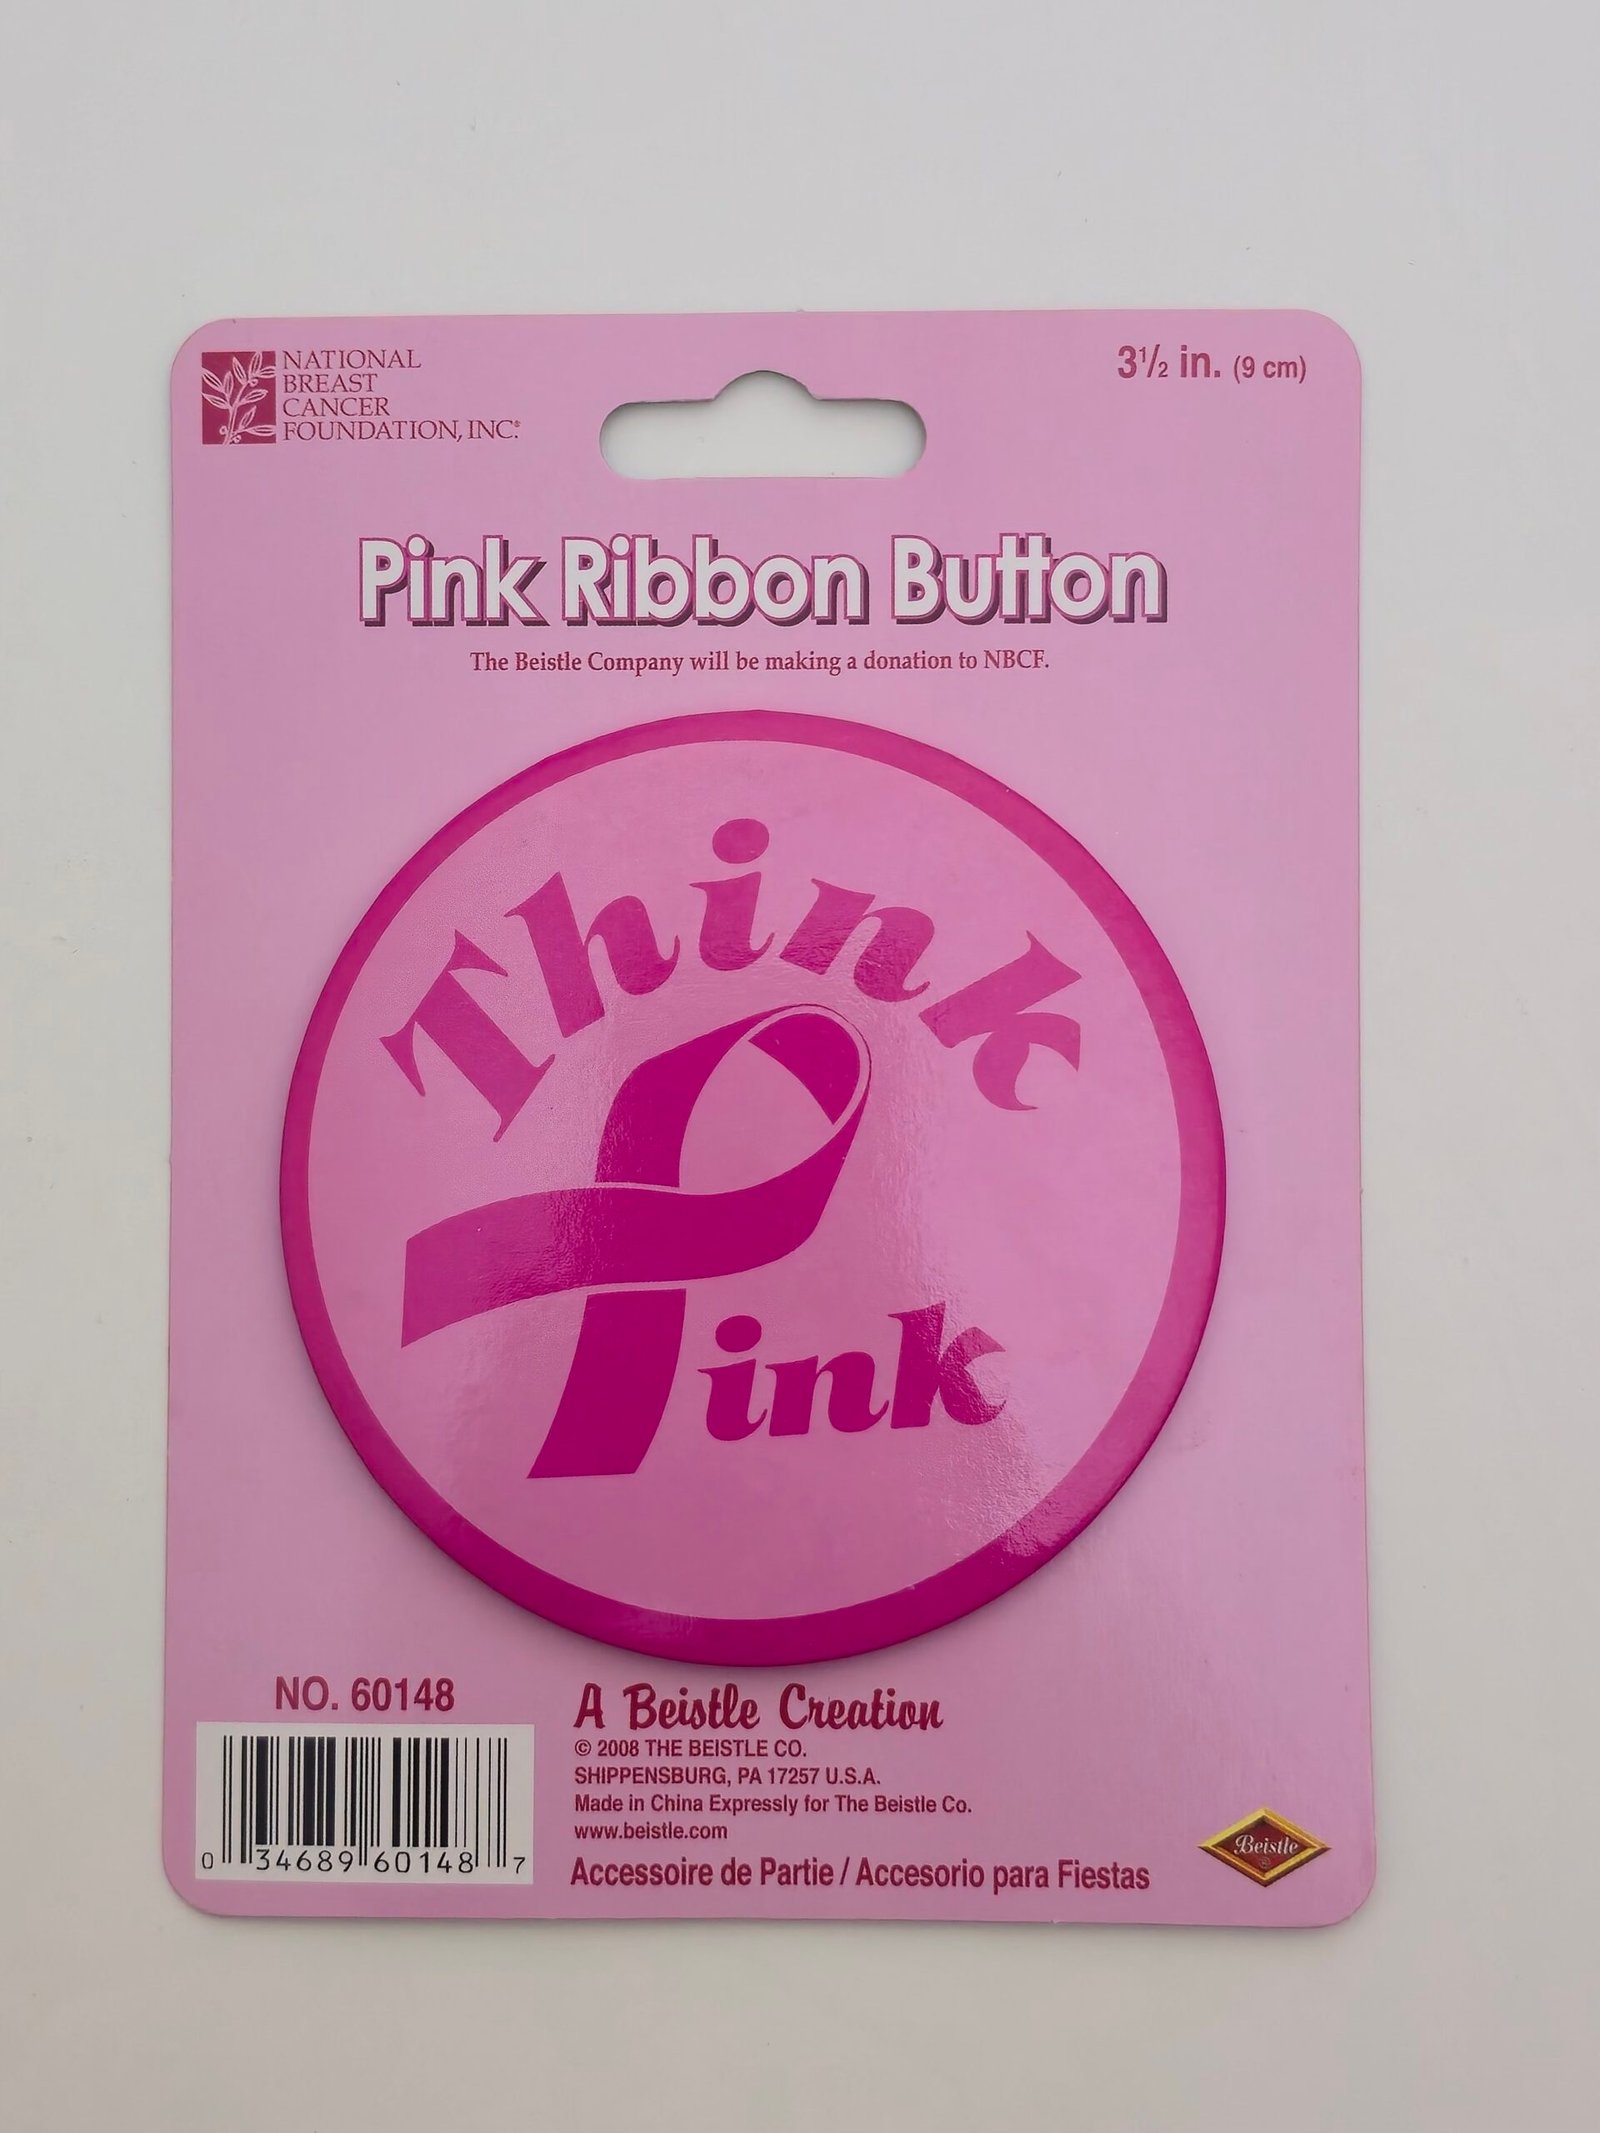 NATIONAL
BREAST
CANCER
FOUNDATION, INC.®
3½ in. (9 cm)
Pink Ribbon Button
The Beistle Company will be making a donation to NBCF.
Think
Pink
NO. 60148
0 34689 60148 7
A Beistle Creation
© 2008 THE BEISTLE CO.
SHIPPENSBURG, PA 17257 U.S.A.
Made in China Expressly for The Beistle Co.
www.beistle.com
Accessoire de Partie / Accesorio para Fiestas
Beistle